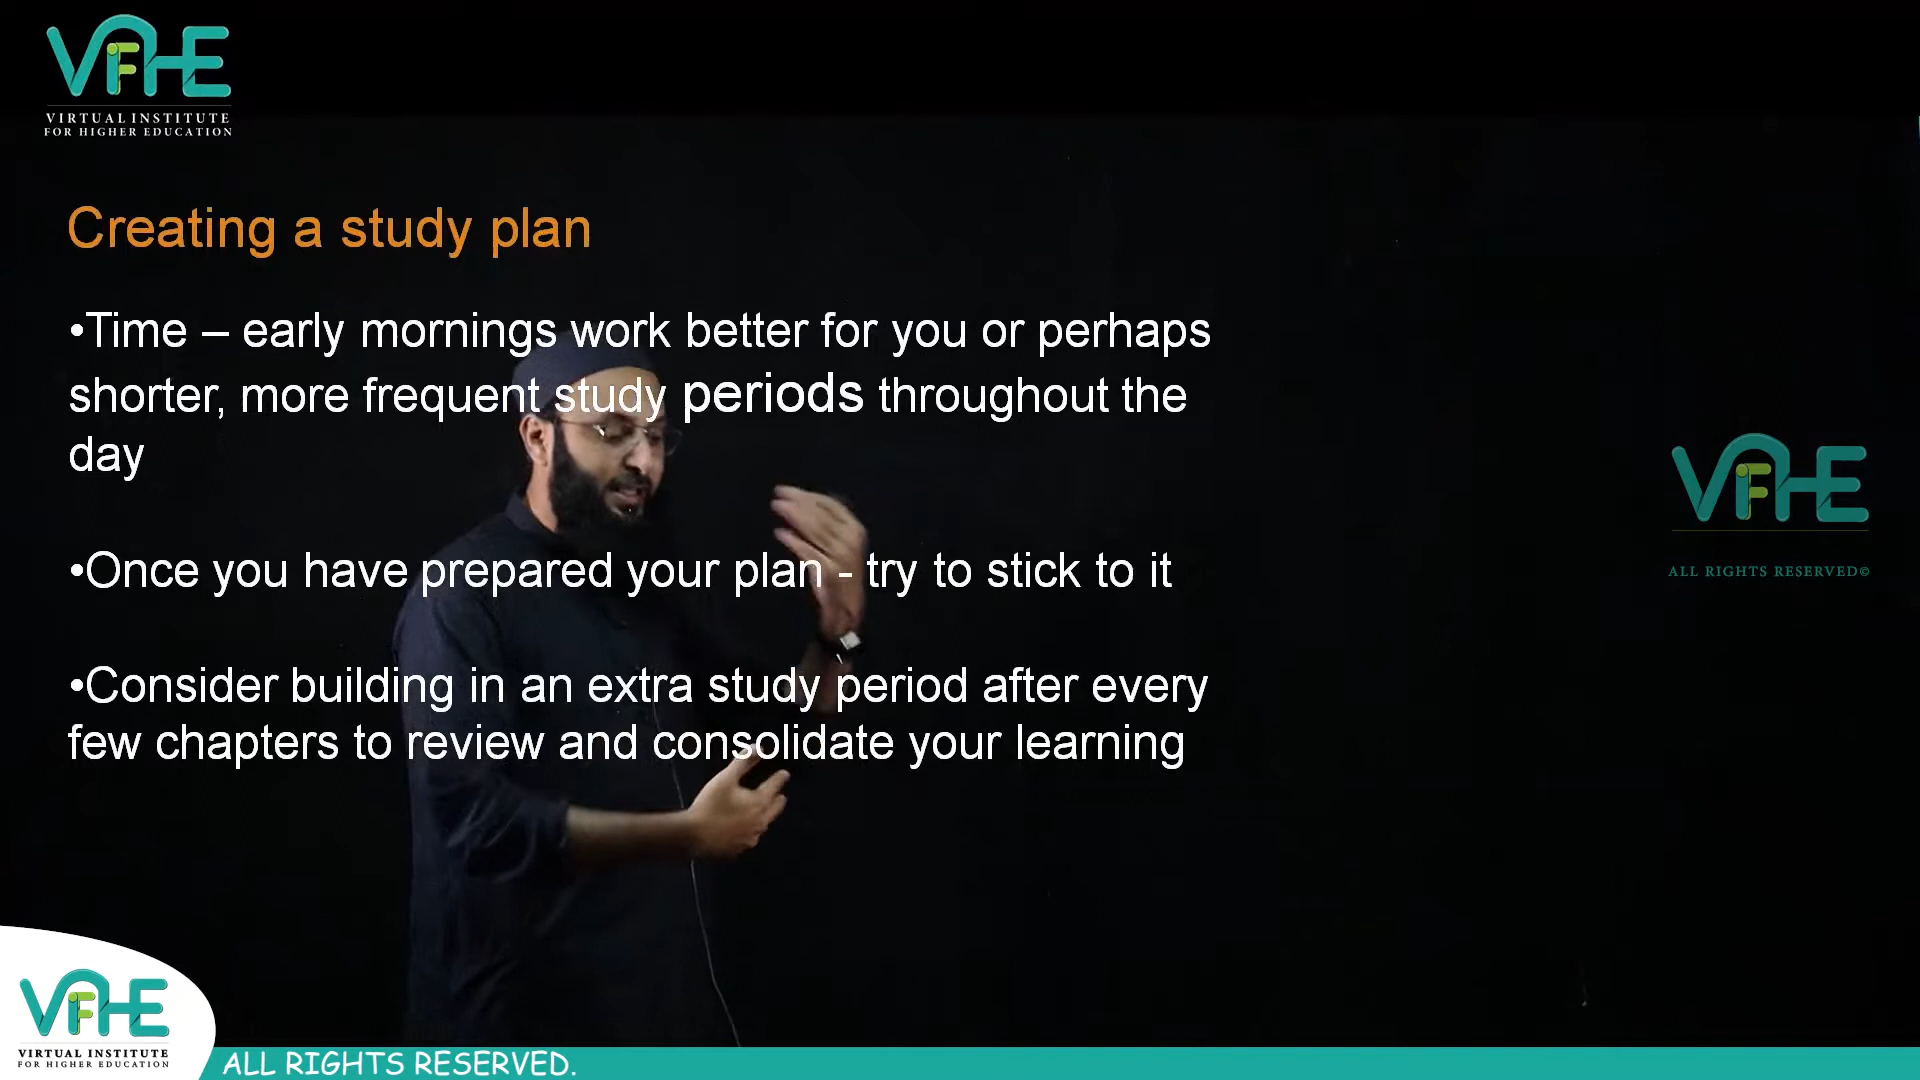 VIFHE
VIRTUAL INSTITUTE
FOR HIGHER EDUCATION
Creating a study plan
•Time – early mornings work better for you or perhaps
shorter, more frequent study periods throughout the
day
•Once you have prepared your plan - try to stick to it
•Consider building in an extra study period after every
few chapters to review and consolidate your learning
VIFHE
ALL RIGHTS RESERVED©
VIFHE
VIRTUAL INSTITUTE
FOR HIGHER EDUCATION
ALL RIGHTS RESERVED.